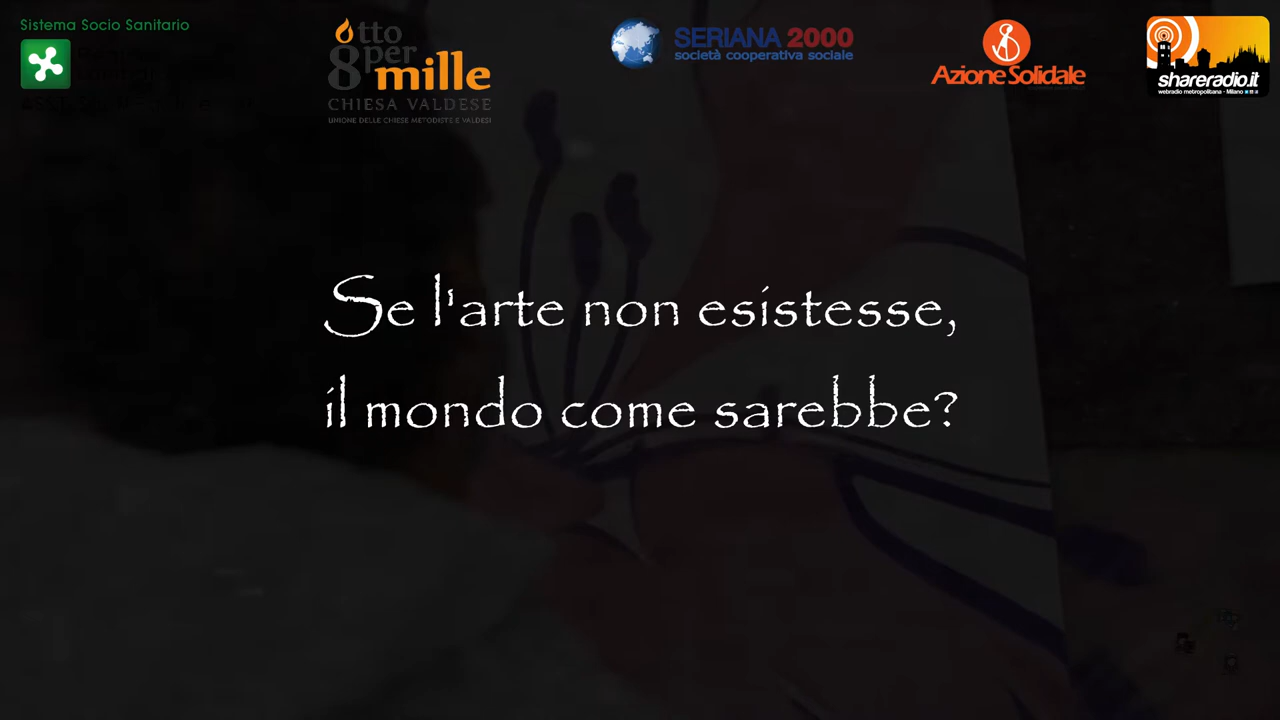 Sistema Socio Sanitario
Otto
8 per
mille
CHIESA VALDESE
UNIONE DELLE CHIESE METODISTE E VALDESI
SERIANA 2000
società cooperativa sociale
Azione Solidale
shareradio.it
webradio metropolitana - Milano
Se l'arte non esistesse,
il mondo come sarebbe?